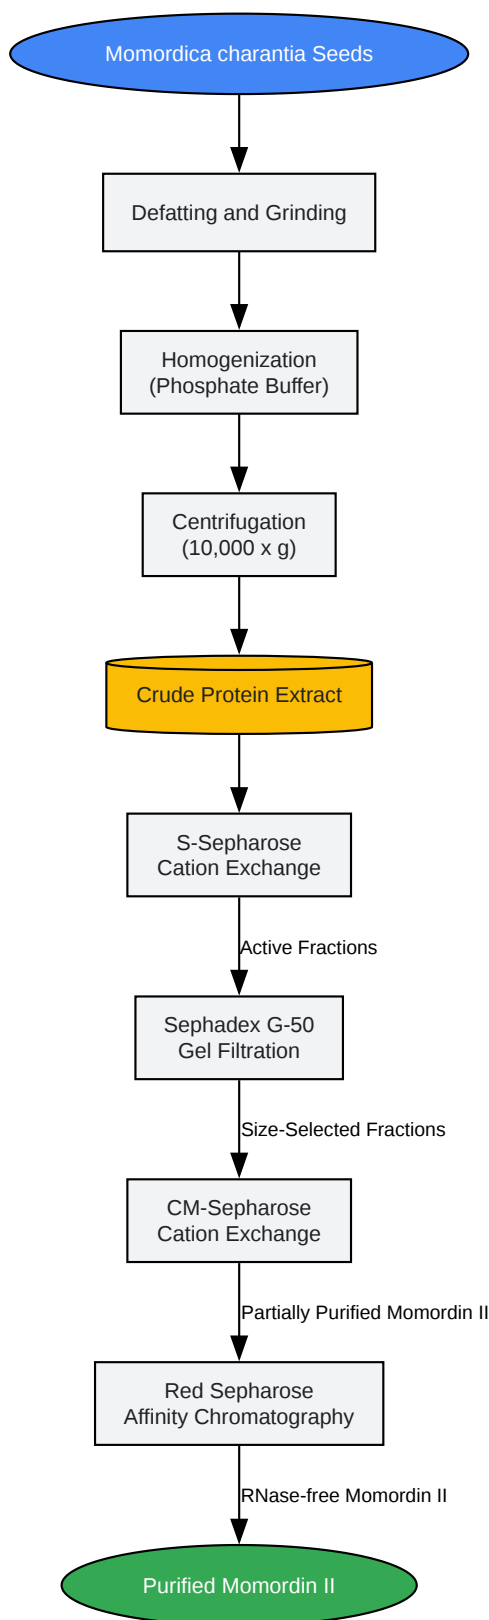 Momordica charantia Seeds
Defatting and Grinding
Homogenization
(Phosphate Buffer)
Centrifugation
(10,000 x g)
Crude Protein Extract
S-Sepharose
Cation Exchange
Active Fractions
Sephadex G-50
Gel Filtration
Size-Selected Fractions
CM-Sepharose
Cation Exchange
Partially Purified Momordin II
Red Sepharose
Affinity Chromatography
RNase-free Momordin II
Purified Momordin II